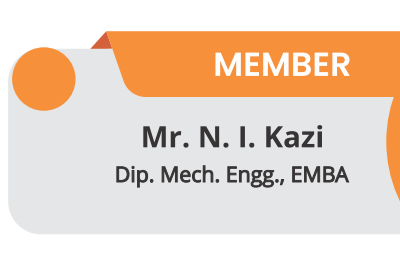 MEMBER
Mr. N. I. Kazi
Dip. Mech. Engg., EMBA